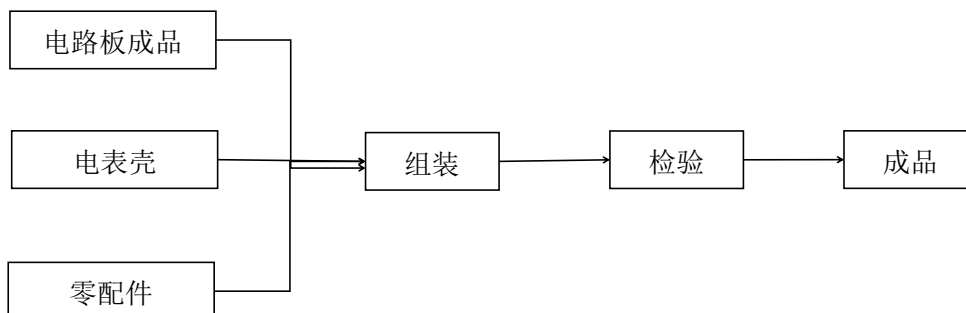 电路板成品
电表壳
组装
检验
成品
零配件